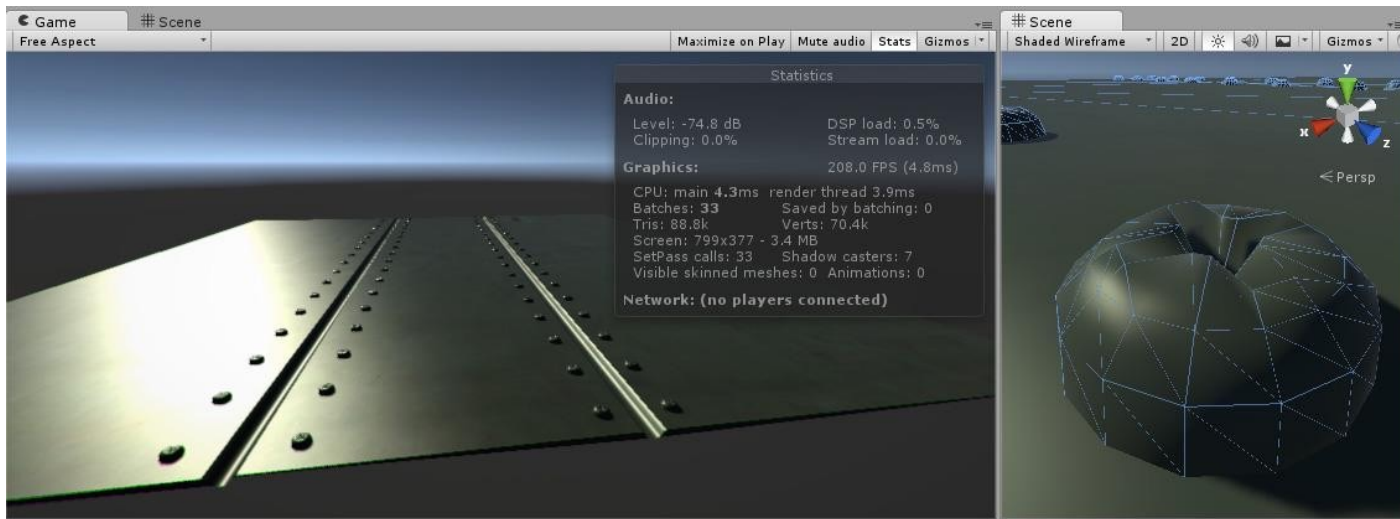 Game
Scene
Free Aspect
Maximize on Play
Mute audio
Stats
Gizmos
Statistics
Audio:
Level: -74.8 dB
DSP load: 0.5%
Clipping: 0.0%
Stream load: 0.0%
Graphics:
208.0 FPS (4.8ms)
CPU: main 4.3ms render thread 3.9ms
Batches: 33
Saved by batching: 0
Tris: 88.8k
Verts: 70.4k
Screen: 799x377 - 3.4 MB
SetPass calls: 33
Shadow casters: 7
Visible skinned meshes: 0
Animations: 0
Network: (no players connected)
Scene
Shaded Wireframe
2D
Gizmos
y
x
z
Persp